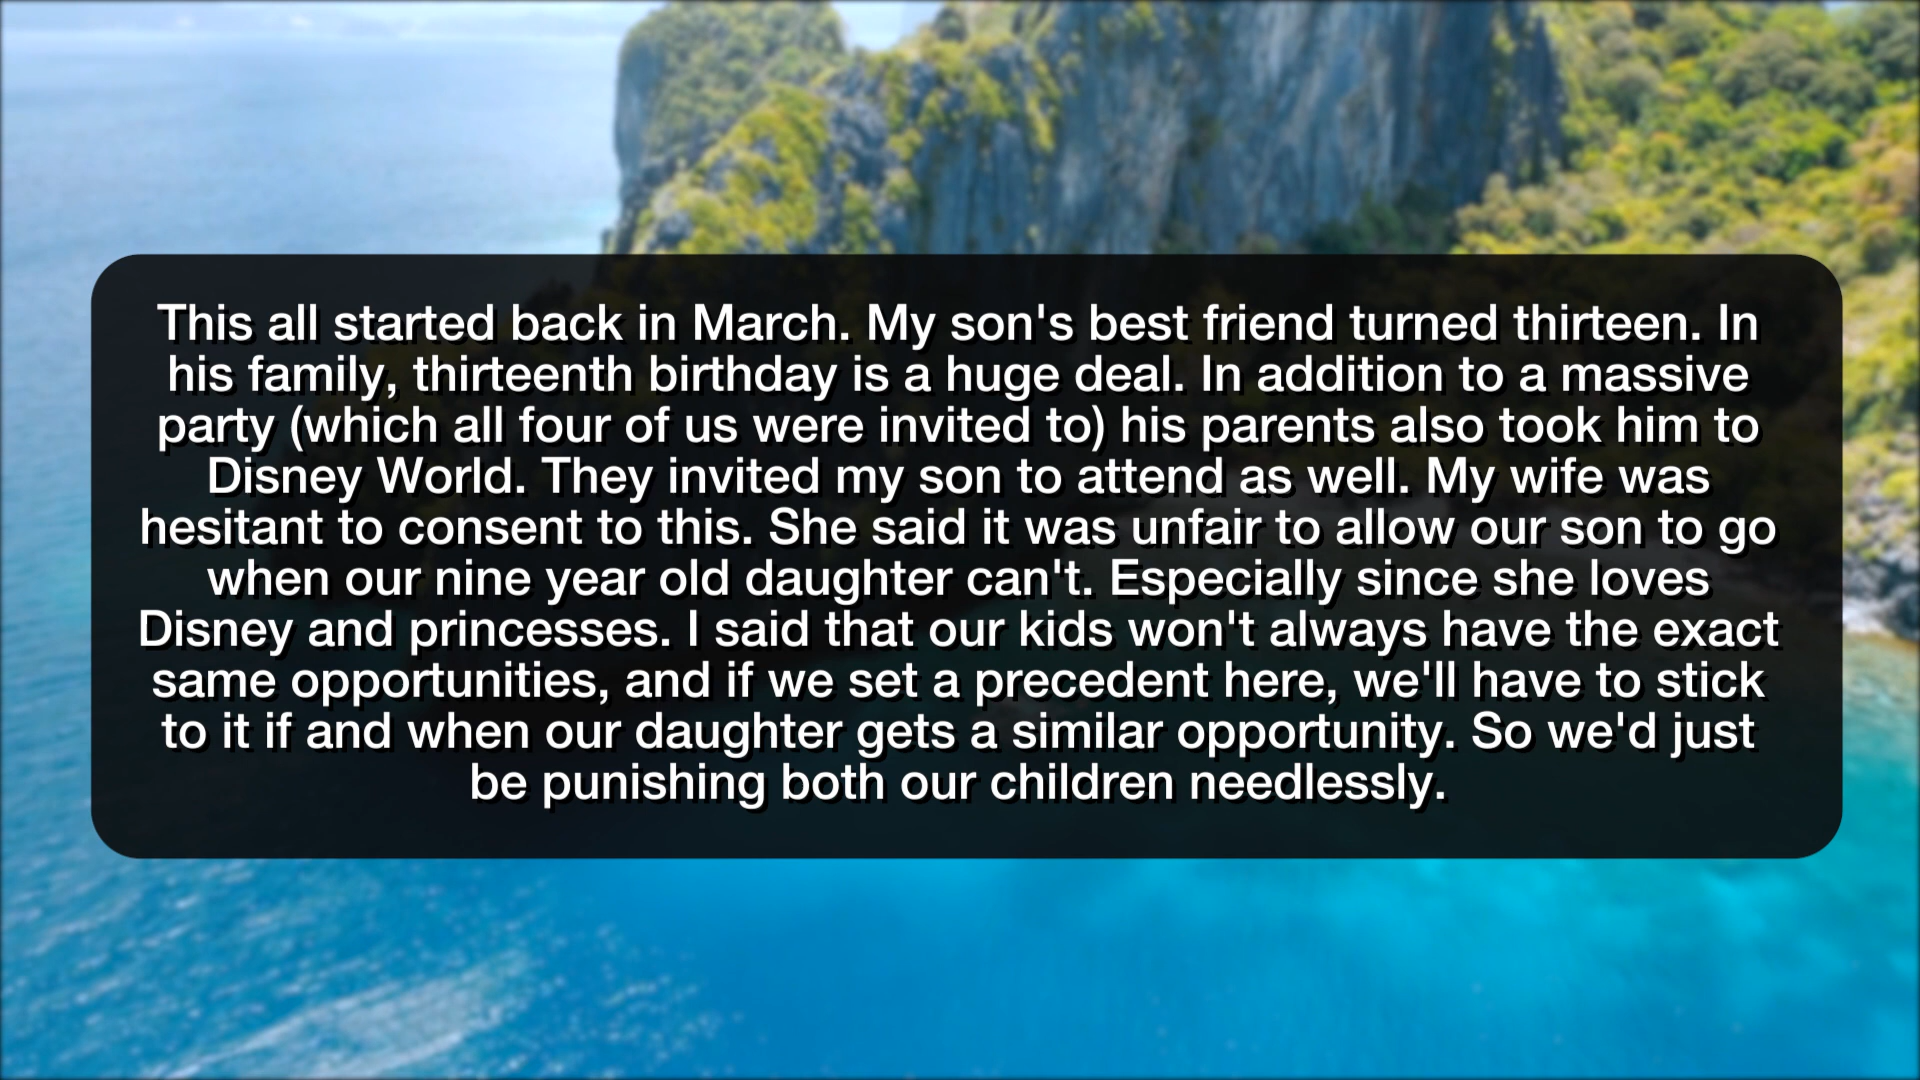 This all started back in March. My son's best friend turned thirteen. In
his family, thirteenth birthday is a huge deal. In addition to a massive
party (which all four of us were invited to) his parents also took him to
Disney World. They invited my son to attend as well. My wife was
hesitant to consent to this. She said it was unfair to allow our son to go
when our nine year old daughter can't. Especially since she loves
Disney and princesses. I said that our kids won't always have the exact
same opportunities, and if we set a precedent here, we'll have to stick
to it if and when our daughter gets a similar opportunity. So we'd just
be punishing both our children needlessly.